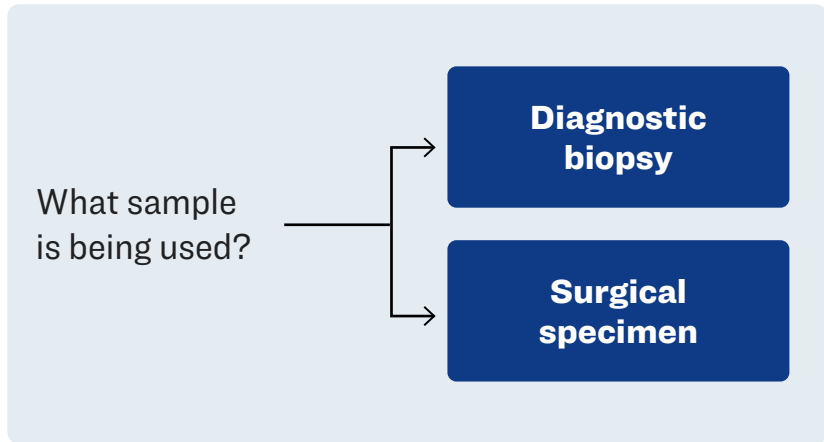 What sample
is being used?
Diagnostic
biopsy
Surgical
specimen